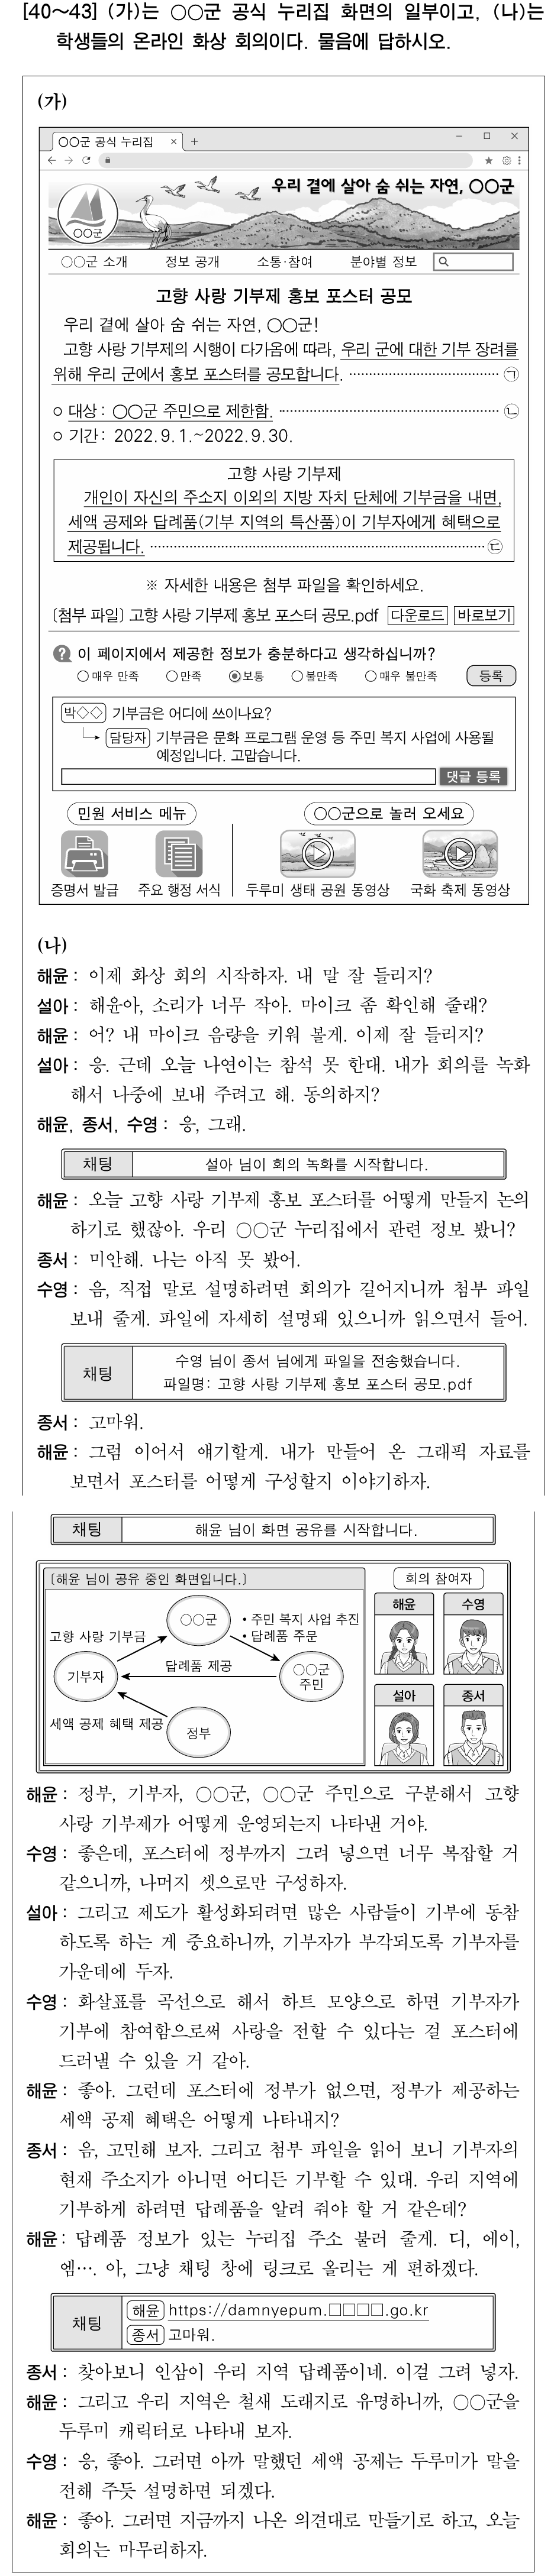 [40～43] (가)는 ○○군 공식 누리집 화면의 일부이고, (나)는
학생들의 온라인 화상 회의이다. 물음에 답하시오.
(가)
○○군 공식 누리집 × +
우리 곁에 살아 숨 쉬는 자연, ○○군
○○군
○○군 소개 정보 공개 소통·참여 분야별 정보
고향 사랑 기부제 홍보 포스터 공모
우리 곁에 살아 숨 쉬는 자연, ○○군!
고향 사랑 기부제의 시행이 다가옴에 따라, 우리 군에 대한 기부 장려를
위해 우리 군에서 홍보 포스터를 공모합니다. ······ ㉠
○ 대상 : ○○군 주민으로 제한함. ······ ㉡
○ 기간 : 2022. 9. 1.~2022. 9. 30.
고향 사랑 기부제
개인이 자신의 주소지 이외의 지방 자치 단체에 기부금을 내면,
세액 공제와 답례품(기부 지역의 특산품)이 기부자에게 혜택으로
제공됩니다. ······ ㉢
※ 자세한 내용은 첨부 파일을 확인하세요.
[첨부 파일] 고향 사랑 기부제 홍보 포스터 공모.pdf 다운로드 바로보기
? 이 페이지에서 제공한 정보가 충분하다고 생각하십니까?
○ 매우 만족 ○ 만족 ◉ 보통 ○ 불만족 ○ 매우 불만족 등록
박◇◇ 기부금은 어디에 쓰이나요?
담당자 기부금은 문화 프로그램 운영 등 주민 복지 사업에 사용될
예정입니다. 고맙습니다.
댓글 등록
민원 서비스 메뉴 ○○군으로 놀러 오세요
증명서 발급 주요 행정 서식 두루미 생태 공원 동영상 국화 축제 동영상
(나)
해윤 : 이제 화상 회의 시작하자. 내 말 잘 들리지?
설아 : 해윤아, 소리가 너무 작아. 마이크 좀 확인해 줄래?
해윤 : 어? 내 마이크 음량을 키워 볼게. 이제 잘 들리지?
설아 : 응. 근데 오늘 나연이는 참석 못 한대. 내가 회의를 녹화
해서 나중에 보내 주려고 해. 동의하지?
해윤, 종서, 수영 : 응, 그래.
채팅 설아 님이 회의 녹화를 시작합니다.
해윤 : 오늘 고향 사랑 기부제 홍보 포스터를 어떻게 만들지 논의
하기로 했잖아. 우리 ○○군 누리집에서 관련 정보 봤니?
종서 : 미안해. 나는 아직 못 봤어.
수영 : 음, 직접 말로 설명하려면 회의가 길어지니까 첨부 파일
보내 줄게. 파일에 자세히 설명돼 있으니까 읽으면서 들어.
채팅 수영 님이 종서 님에게 파일을 전송했습니다.
파일명: 고향 사랑 기부제 홍보 포스터 공모.pdf
종서 : 고마워.
해윤 : 그럼 이어서 얘기할게. 내가 만들어 온 그래픽 자료를
보면서 포스터를 어떻게 구성할지 이야기하자.
채팅 해윤 님이 화면 공유를 시작합니다.
[해윤 님이 공유 중인 화면입니다.]
○○군
고향 사랑 기부금
• 주민 복지 사업 추진
• 답례품 주문
기부자
답례품 제공
○○군
주민
세액 공제 혜택 제공
정부
회의 참여자
해윤 수영
설아 종서
해윤 : 정부, 기부자, ○○군, ○○군 주민으로 구분해서 고향
사랑 기부제가 어떻게 운영되는지 나타낸 거야.
수영 : 좋은데, 포스터에 정부까지 그려 넣으면 너무 복잡할 거
같으니까, 나머지 셋으로만 구성하자.
설아 : 그리고 제도가 활성화되려면 많은 사람들이 기부에 동참
하도록 하는 게 중요하니까, 기부자가 부각되도록 기부자를
가운데에 두자.
수영 : 화살표를 곡선으로 해서 하트 모양으로 하면 기부자가
기부에 참여함으로써 사랑을 전할 수 있다는 걸 포스터에
드러낼 수 있을 거 같아.
해윤 : 좋아. 그런데 포스터에 정부가 없으면, 정부가 제공하는
세액 공제 혜택은 어떻게 나타내지?
종서 : 음, 고민해 보자. 그리고 첨부 파일을 읽어 보니 기부자의
현재 주소지가 아니면 어디든 기부할 수 있대. 우리 지역에
기부하게 하려면 답례품을 알려 줘야 할 거 같은데?
해윤 : 답례품 정보가 있는 누리집 주소 불러 줄게. 디, 에이,
엠…. 아, 그냥 채팅 창에 링크로 올리는 게 편하겠다.
채팅 해윤 https://damnyepum.□□□□.go.kr
종서 고마워.
종서 : 찾아보니 인삼이 우리 지역 답례품이네. 이걸 그려 넣자.
해윤 : 그리고 우리 지역은 철새 도래지로 유명하니까, ○○군을
두루미 캐릭터로 나타내 보자.
수영 : 응, 좋아. 그러면 아까 말했던 세액 공제는 두루미가 말을
전해 주듯 설명하면 되겠다.
해윤 : 좋아. 그러면 지금까지 나온 의견대로 만들기로 하고, 오늘
회의는 마무리하자.